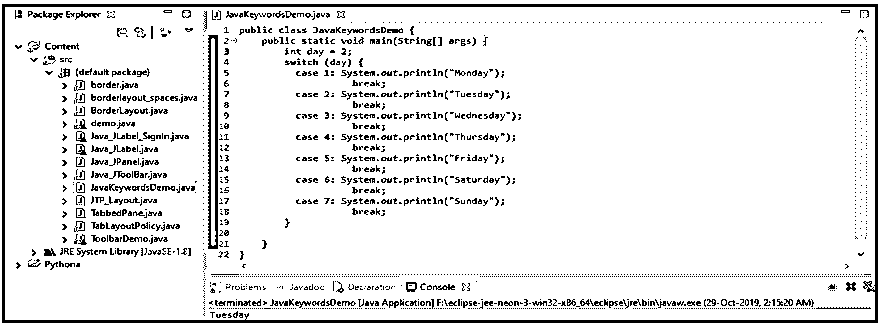 Package Explorer
Content
src
(default package)
border.java
borderlayout_spaces.java
BorderLayout.java
demo.java
Java_JLabel_SignIn.java
Java_JLabel.java
Java_JPanel.java
Java_JToolBar.java
JavaKeywordsDemo.java
JTP_Layout.java
TabbedPane.java
TabLayoutPolicy.java
ToolbarDemo.java
JRE System Library [JavaSE-1.8]
Pythona
JavaKeywordsDemo.java
1 public class JavaKeywordsDemo {
2 public static void main(String[] args) {
3 int day = 2;
4 switch (day) {
5 case 1: System.out.println("Monday");
6 break;
7 case 2: System.out.println("Tuesday");
8 break;
9 case 3: System.out.println("Wednesday");
10 break;
11 case 4: System.out.println("Thursday");
12 break;
13 case 5: System.out.println("Friday");
14 break;
15 case 6: System.out.println("Saturday");
16 break;
17 case 7: System.out.println("Sunday");
18 break;
19 }
20
21 }
22 }
Problems Javadoc Declaration Console
<terminated> JavaKeywordsDemo [Java Application] F:\eclipse-jee-neon-3-win32-x86_64\eclipse\jre\bin\javaw.exe (29-Oct-2019, 2:15:20 AM)
Tuesday